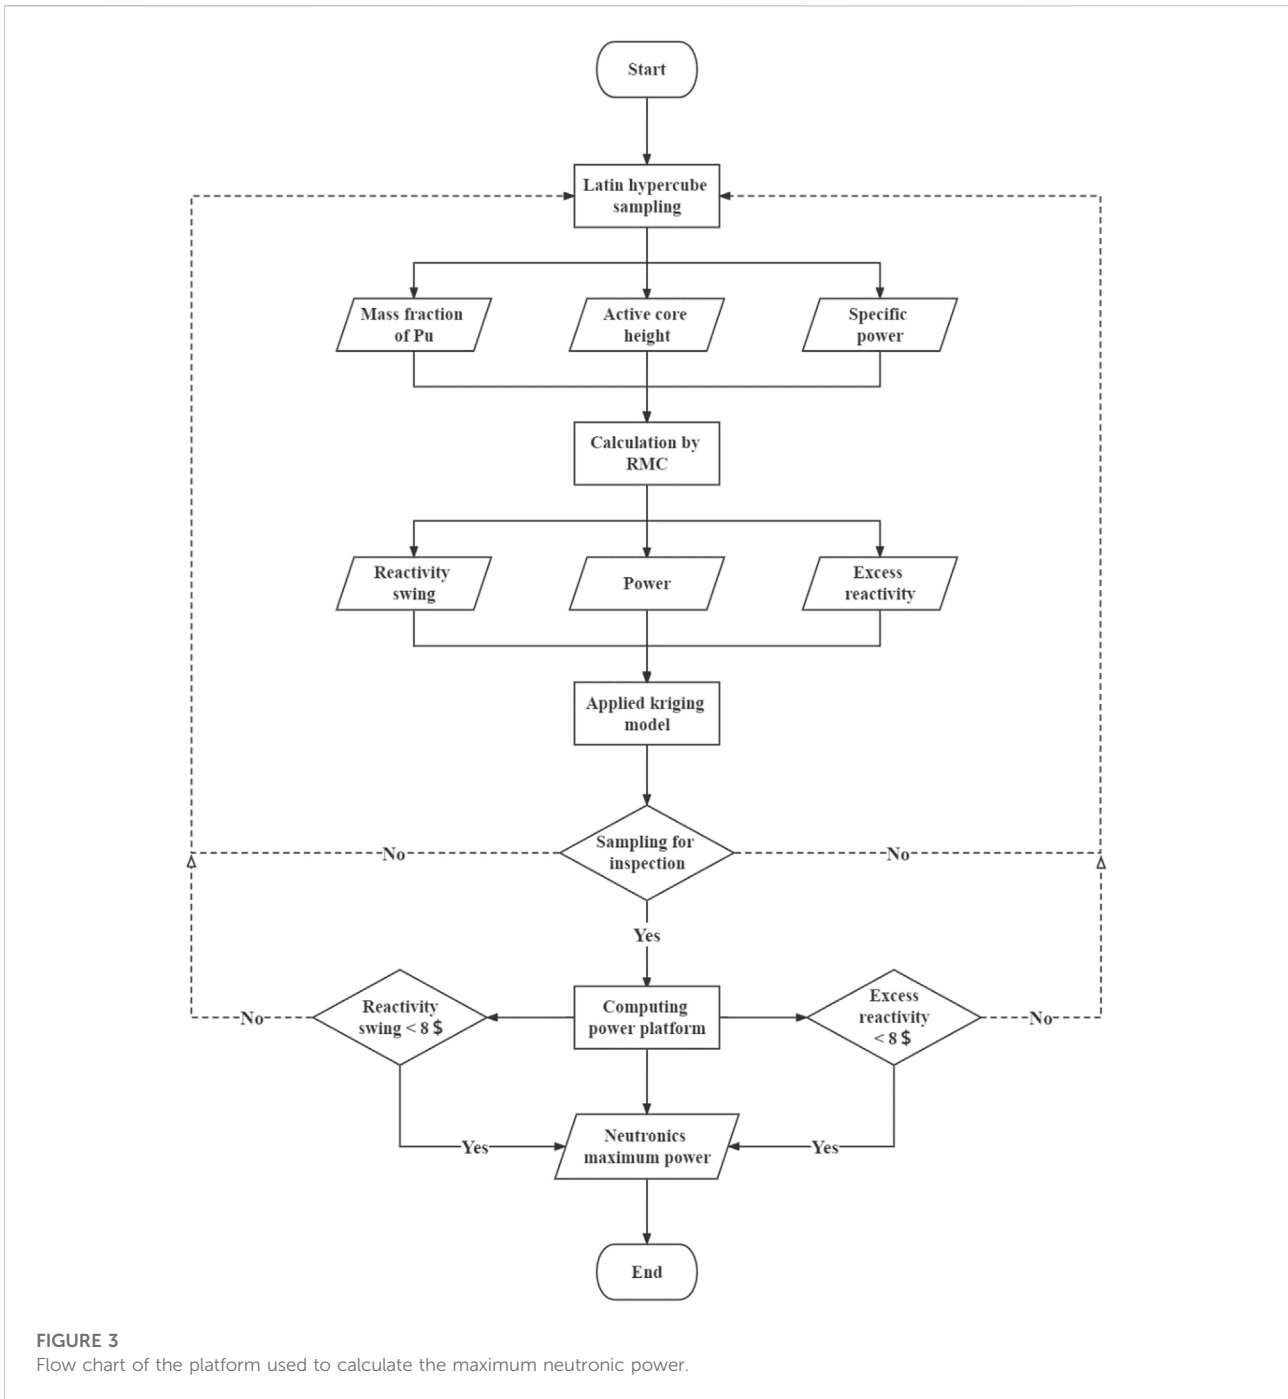 Start
Latin hypercube
sampling
Mass fraction
of Pu
Active core
height
Specific
power
Calculation by
RMC
Reactivity
swing
Power
Excess
reactivity
Applied kriging
model
Sampling for
inspection
No
No
Yes
Reactivity
swing < 8 $
Computing
power platform
Excess
reactivity
< 8 $
No
No
Neutronics
maximum power
Yes
Yes
End
FIGURE 3
Flow chart of the platform used to calculate the maximum neutronic power.